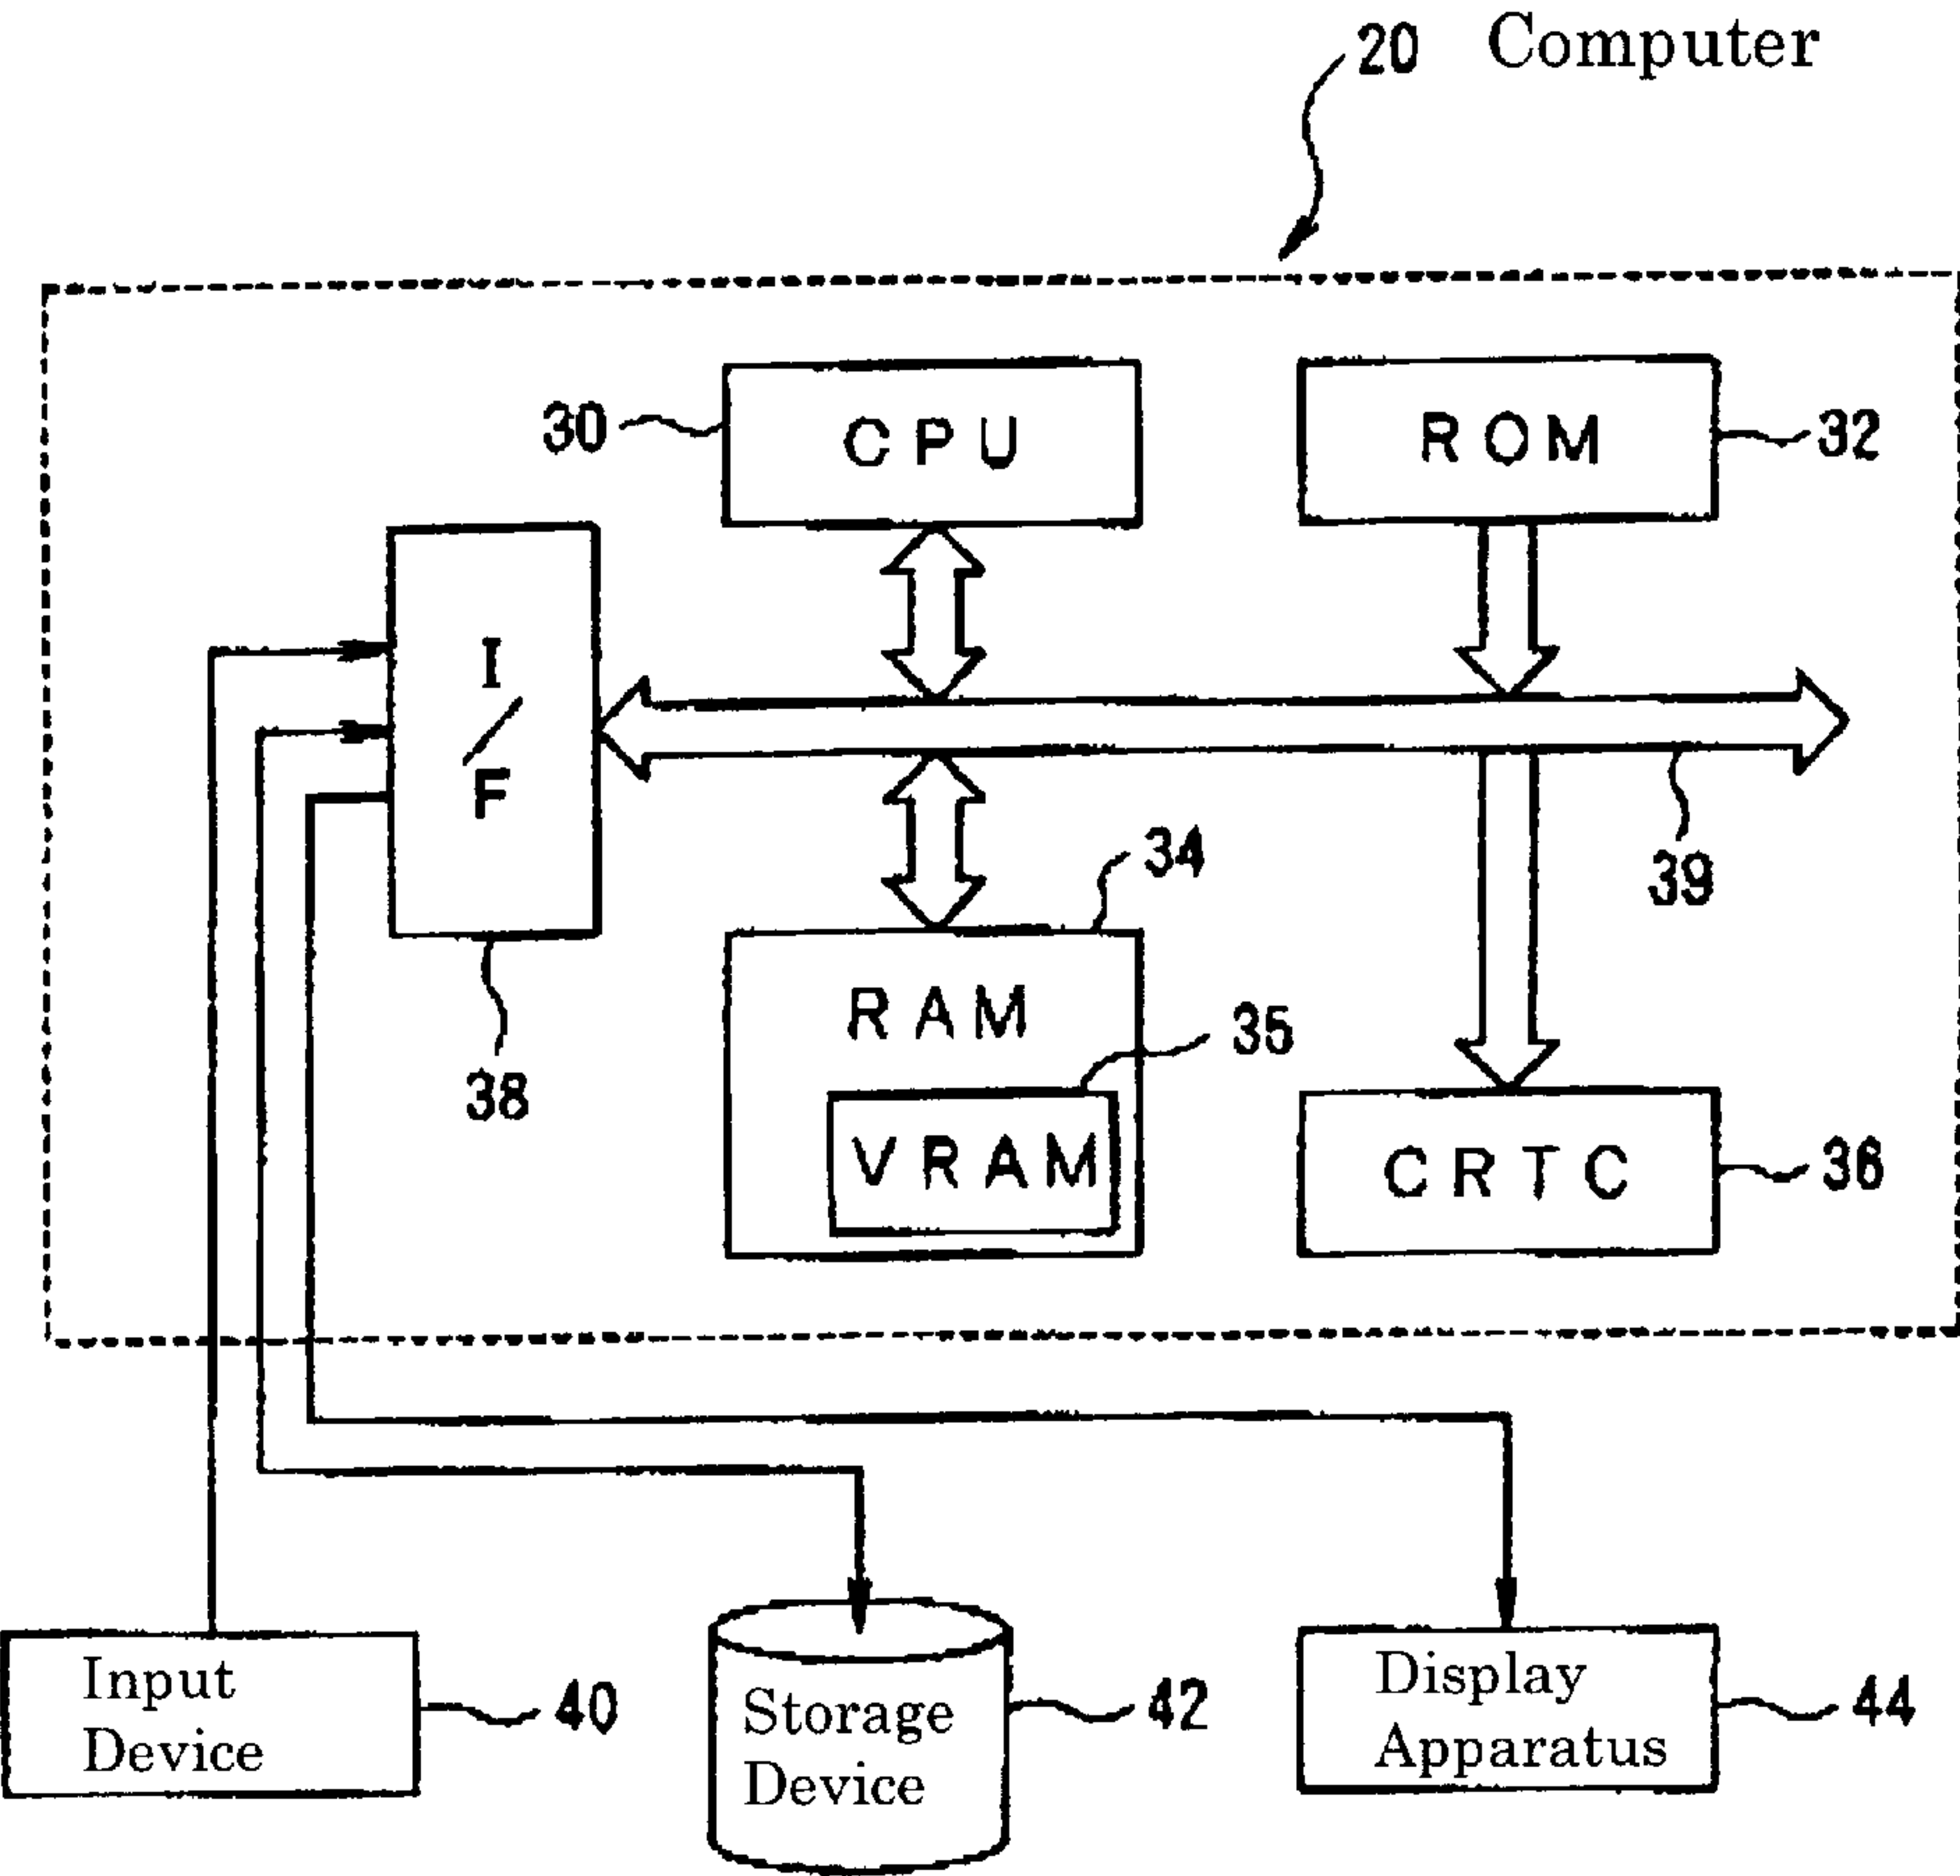 20 Computer
30 CPU
ROM 32
I/F
34
39
RAM
35
38
VRAM
CRTC 36
Input
Device
40
Storage
Device
42
Display
Apparatus
44